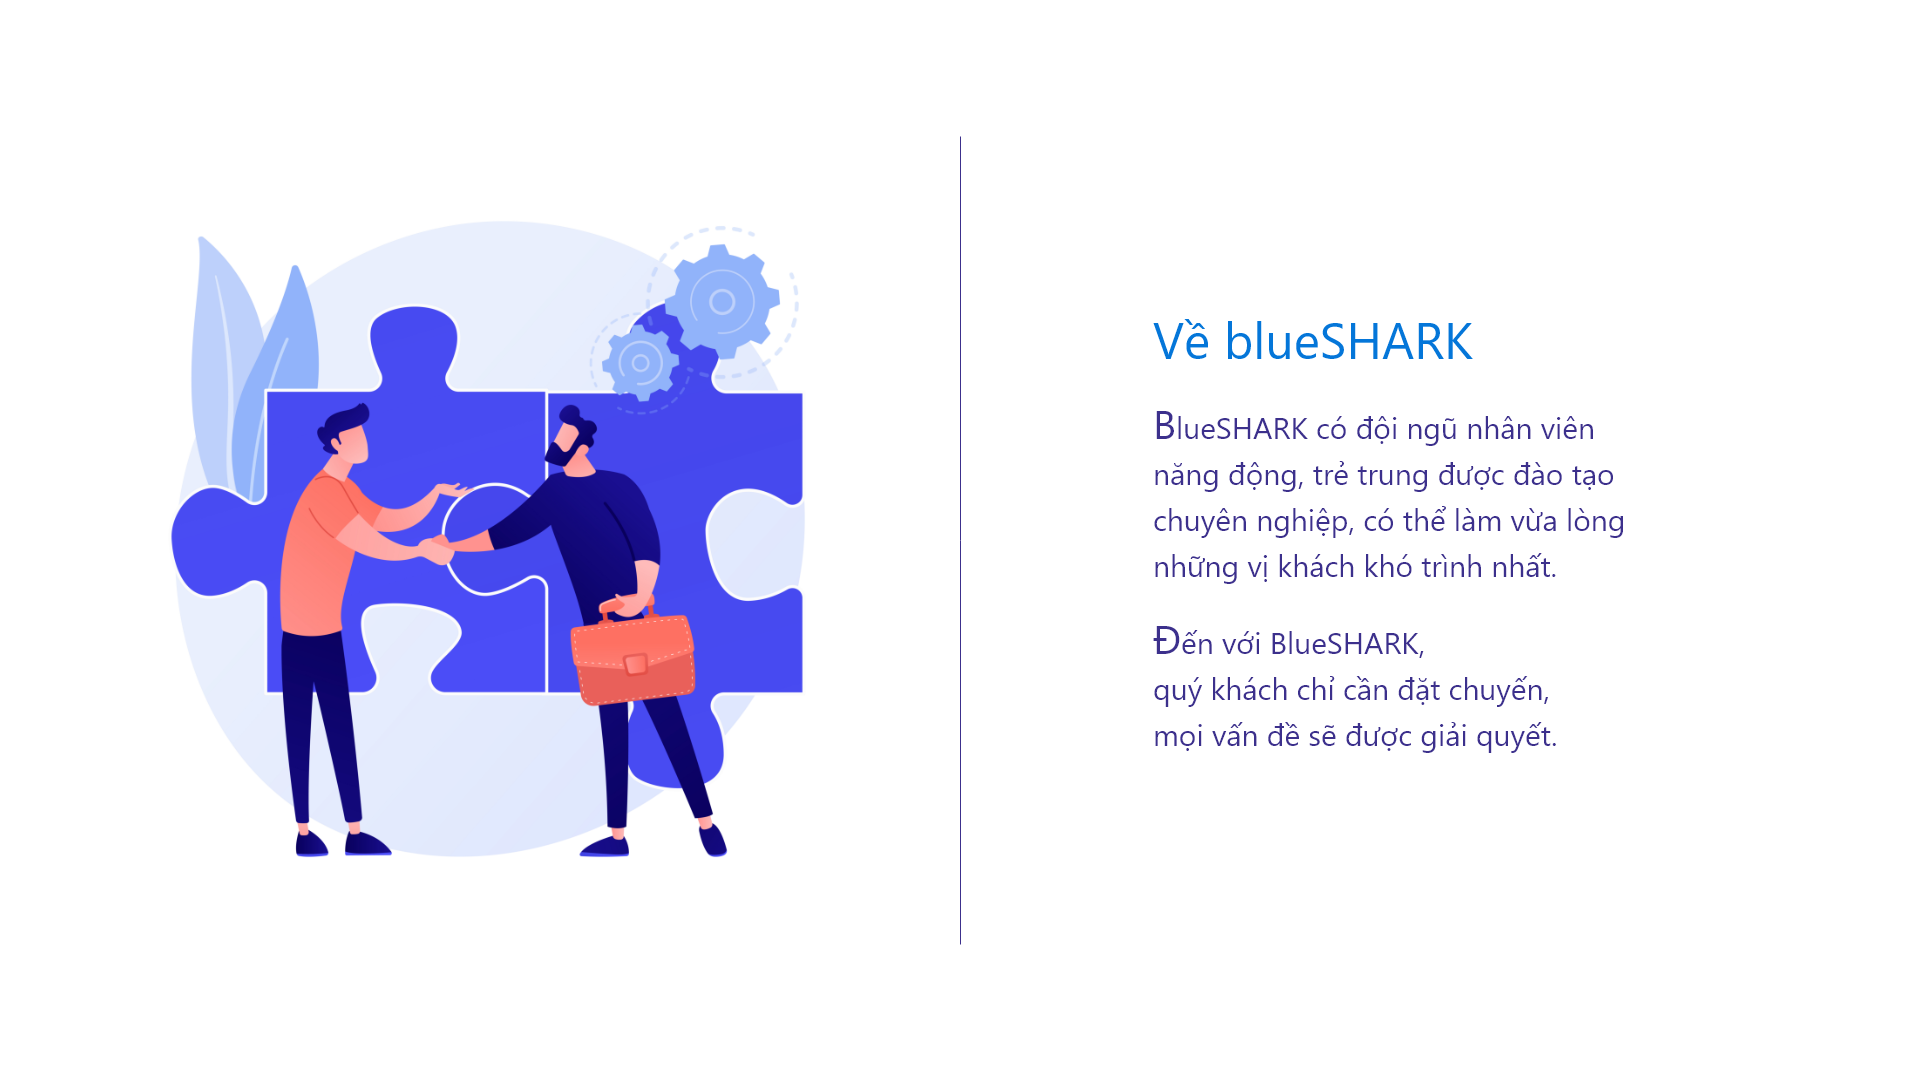 Về blueSHARK
BlueSHARK có đội ngũ nhân viên
năng động, trẻ trung được đào tạo
chuyên nghiệp, có thể làm vừa lòng
những vị khách khó trình nhất.
Đến với BlueSHARK,
quý khách chỉ cần đặt chuyến,
mọi vấn đề sẽ được giải quyết.